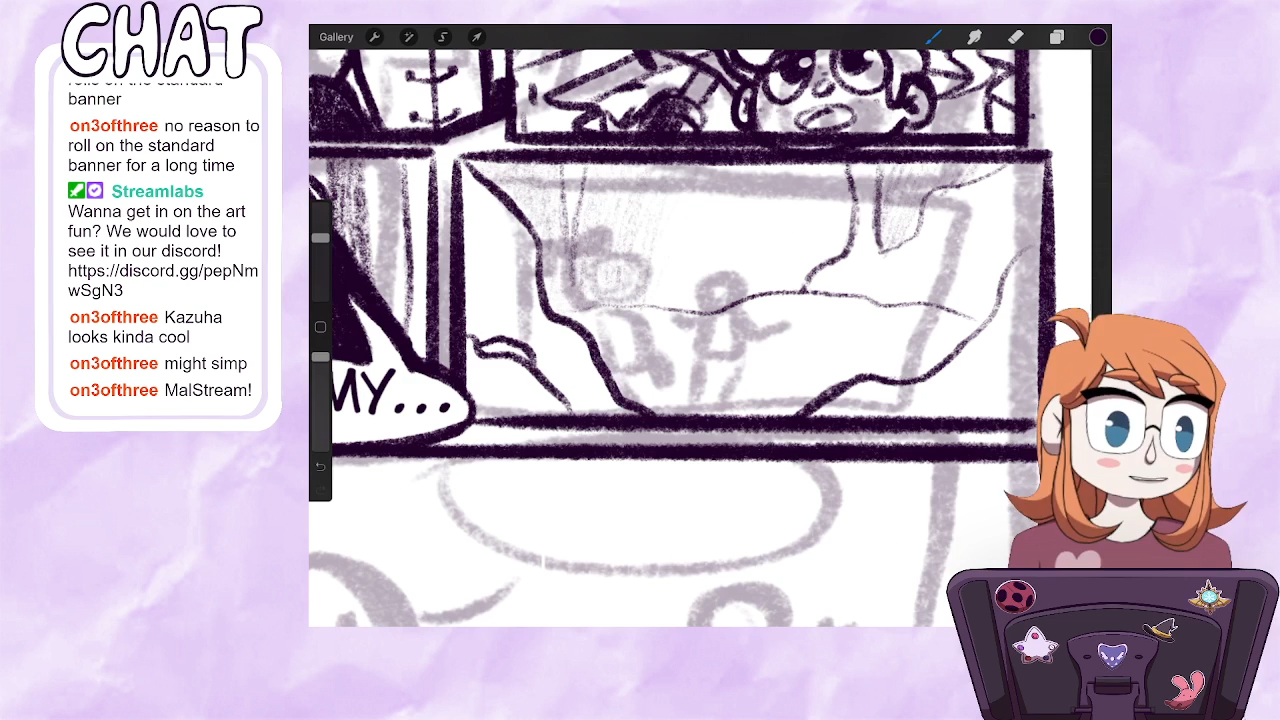 CHAT
banner
on3ofthree no reason to
roll on the standard
banner for a long time
Streamlabs
Wanna get in on the art
fun? We would love to
see it in our discord!
https://discord.gg/pepNm
wSgN3
on3ofthree Kazuha
looks kinda cool
on3ofthree might simp
on3ofthree MalStream!
Gallery
MY...